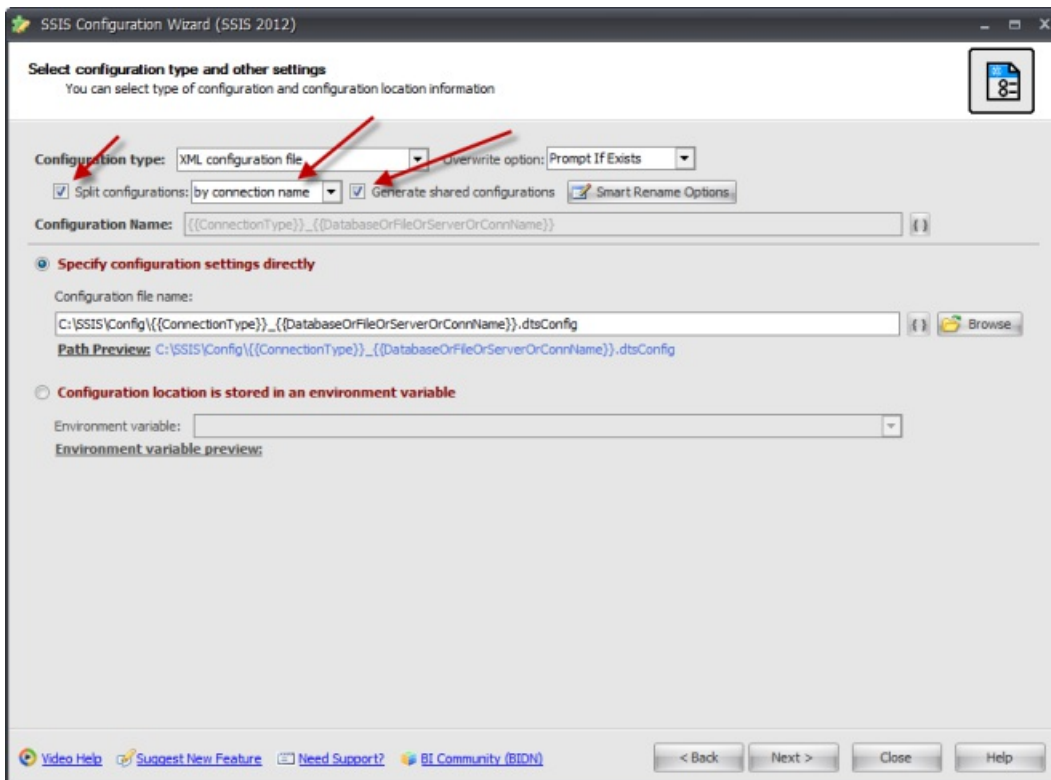 SSIS Configuration Wizard (SSIS 2012)
Select configuration type and other settings
You can select type of configuration and configuration location information
Configuration type: XML configuration file Overwrite option: Prompt If Exists
Split configurations: by connection name Generate shared configurations Smart Rename Options
Configuration Name: {{ConnectionType}}_{{DatabaseOrFileOrServerOrConnName}} {}
Specify configuration settings directly
Configuration file name:
C:\SSIS\Config\{{ConnectionType}}_{{DatabaseOrFileOrServerOrConnName}}.dtsConfig {} Browse
Path Preview: C:\SSIS\Config\{{ConnectionType}}_{{DatabaseOrFileOrServerOrConnName}}.dtsConfig
Configuration location is stored in an environment variable
Environment variable:
Environment variable preview:
Video Help Suggest New Feature Need Support? BI Community (BIDN) < Back Next > Close Help